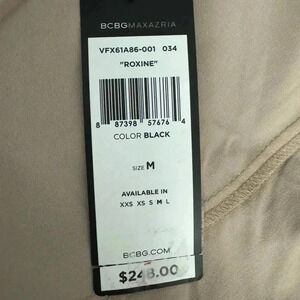 BCBGMAXAZRIA
VFX61A86-001 034
"ROXINE"
8 87398 57676 4
COLOR BLACK
SIZE M
AVAILABLE IN
XXS XS S M L
BCBG.COM
$248.00